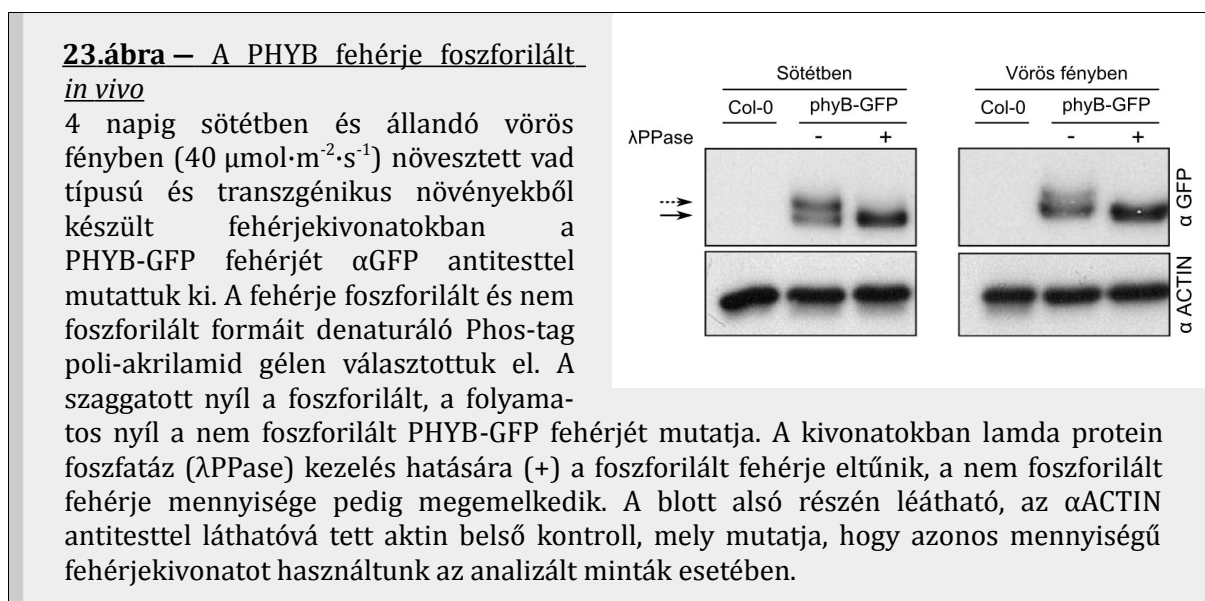 23.ábra – A PHYB fehérje foszforilált
in vivo
4 napig sötétben és állandó vörös
fényben (40 μmol·m-2·s-1) növesztett vad
típusú és transzgénikus növényekből
készült fehérjekivonatokban a
PHYB-GFP fehérjét αGFP antitesttel
mutattuk ki. A fehérje foszforilált és nem
foszforilált formáit denaturáló Phos-tag
poli-akrilamid gélen választottuk el. A
szaggatott nyíl a foszforilált, a folyama-
tos nyíl a nem foszforilált PHYB-GFP fehérjét mutatja. A kivonatokban lamda protein
foszfatáz (λPPase) kezelés hatására (+) a foszforilált fehérje eltűnik, a nem foszforilált
fehérje mennyisége pedig megemelkedik. A blott alsó részén léátható, az αACTIN
antitesttel láthatóvá tett aktin belső kontroll, mely mutatja, hogy azonos mennyiségű
fehérjekivonatot használtunk az analizált minták esetében.
Sötétben
Vörös fényben
Col-0 phyB-GFP
Col-0 phyB-GFP
λPPase - +
- +
α GFP
α ACTIN